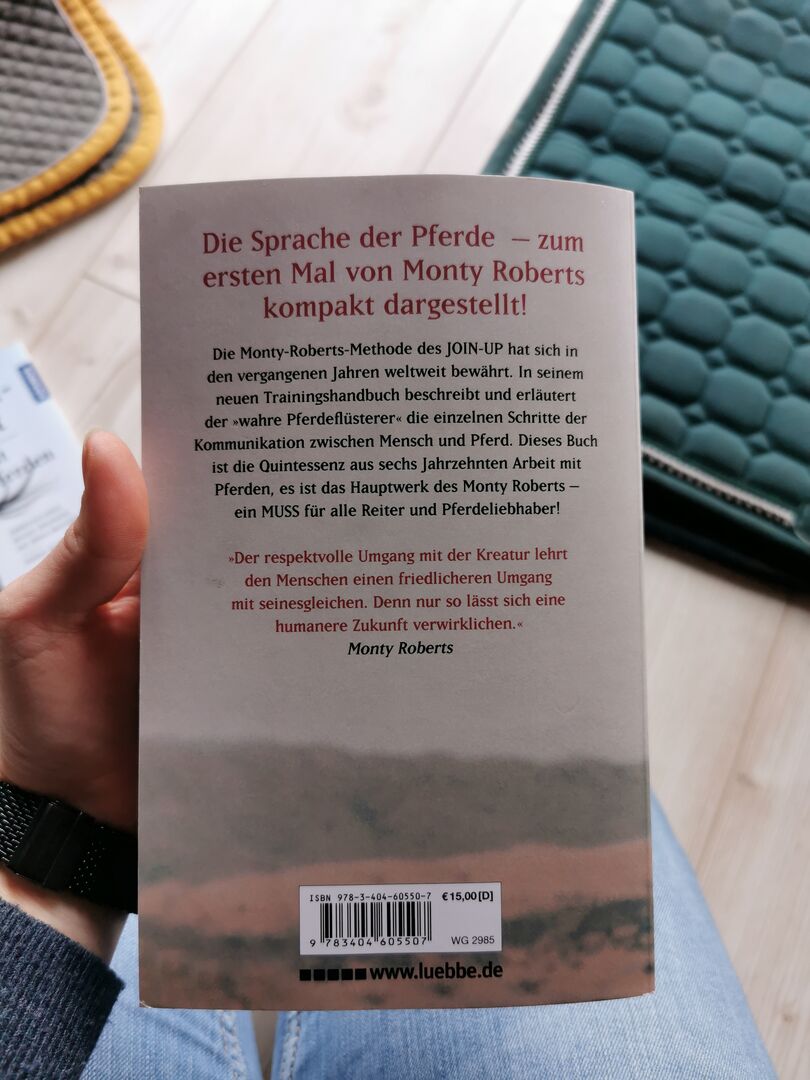 Die Sprache der Pferde – zum
ersten Mal von Monty Roberts
kompakt dargestellt!
Die Monty-Roberts-Methode des JOIN-UP hat sich in
den vergangenen Jahren weltweit bewährt. In seinem
neuen Trainingshandbuch beschreibt und erläutert
der »wahre Pferdeflüsterer« die einzelnen Schritte der
Kommunikation zwischen Mensch und Pferd. Dieses Buch
ist die Quintessenz aus sechs Jahrzehnten Arbeit mit
Pferden, es ist das Hauptwerk des Monty Roberts –
ein MUSS für alle Reiter und Pferdeliebhaber!
»Der respektvolle Umgang mit der Kreatur lehrt
den Menschen einen friedlicheren Umgang
mit seinesgleichen. Denn nur so lässt sich eine
humanere Zukunft verwirklichen.«
Monty Roberts
ISBN 978-3-404-60550-7 € 15,00 [D]
9 783404 605507 WG 2985
www.luebbe.de